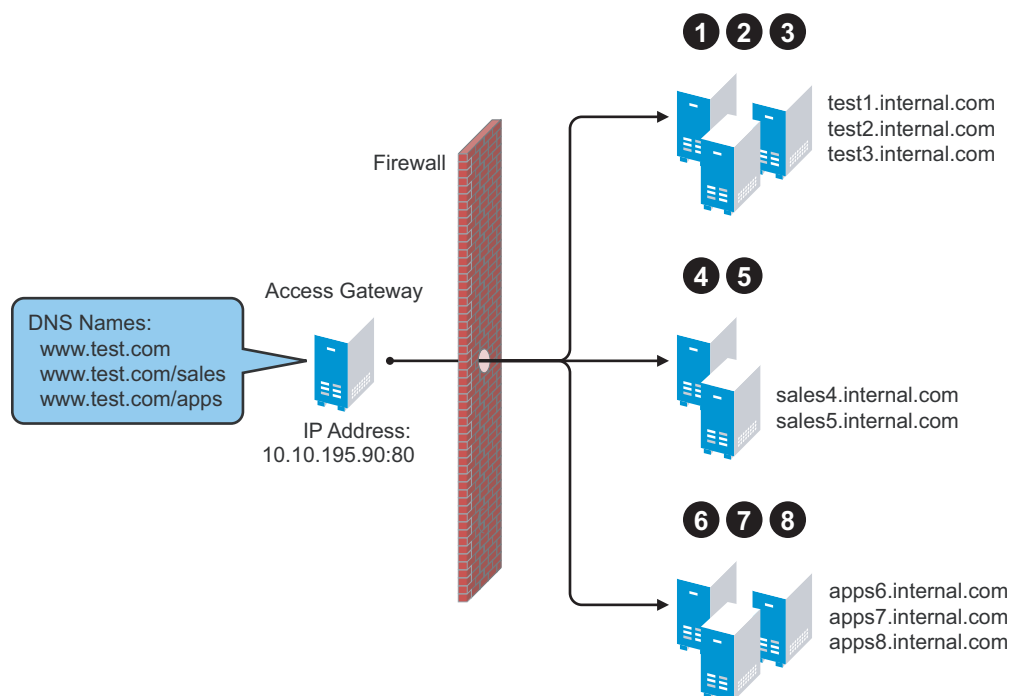 1 2 3
test1.internal.com
test2.internal.com
test3.internal.com
Firewall
4 5
Access Gateway
DNS Names:
www.test.com
www.test.com/sales
www.test.com/apps
sales4.internal.com
sales5.internal.com
IP Address:
10.10.195.90:80
6 7 8
apps6.internal.com
apps7.internal.com
apps8.internal.com